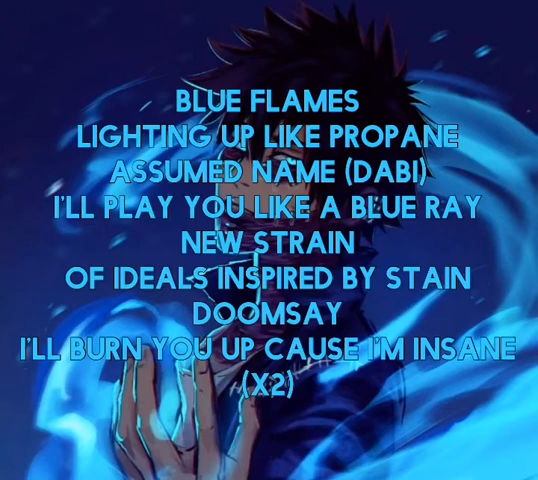 BLUE FLAMES
LIGHTING UP LIKE PROPANE
ASSUMED NAME (DABI)
I'LL PLAY YOU LIKE A BLUE RAY
NEW STRAIN
OF IDEALS INSPIRED BY STAIN
DOOMSAY
I'LL BURN YOU UP CAUSE I'M INSANE
(X2)